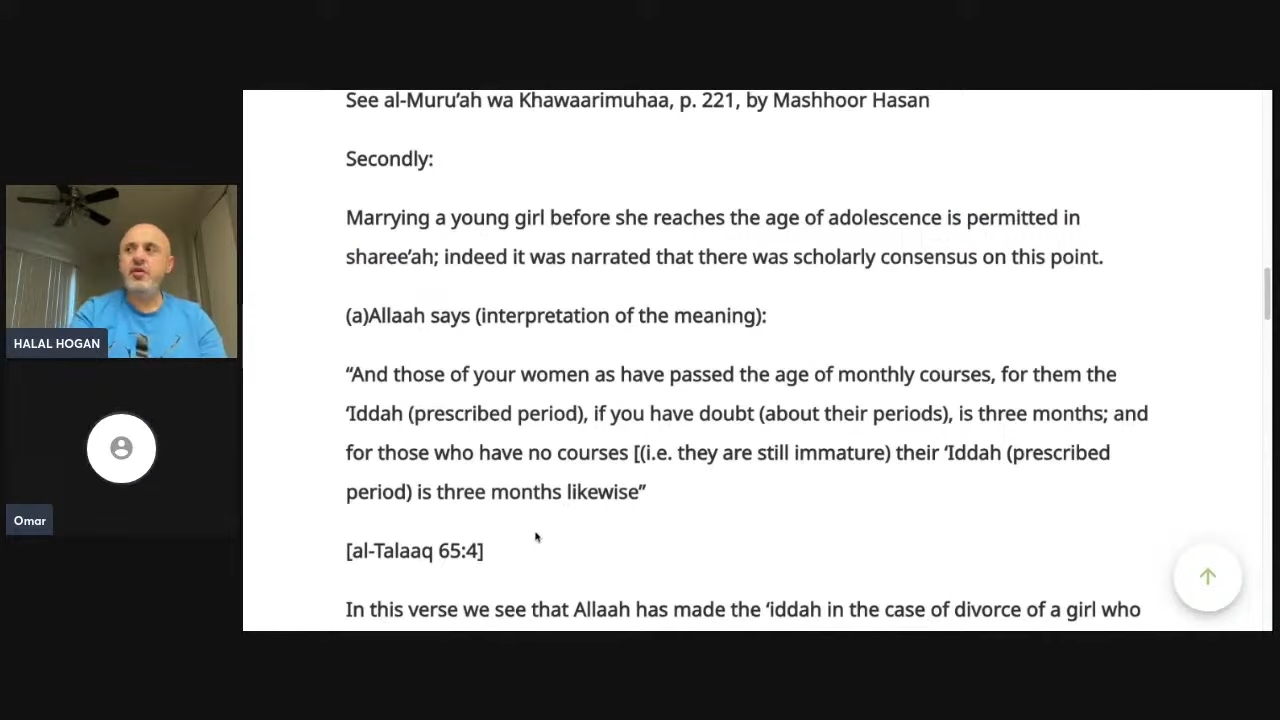 See al-Muru’ah wa Khawaarimuhaa, p. 221, by Mashhoor Hasan
Secondly:
Marrying a young girl before she reaches the age of adolescence is permitted in
sharee’ah; indeed it was narrated that there was scholarly consensus on this point.
(a)Allaah says (interpretation of the meaning):
“And those of your women as have passed the age of monthly courses, for them the
‘Iddah (prescribed period), if you have doubt (about their periods), is three months; and
for those who have no courses [(i.e. they are still immature) their ‘Iddah (prescribed
period) is three months likewise”
[al-Talaaq 65:4]
In this verse we see that Allaah has made the ‘iddah in the case of divorce of a girl who
HALAL HOGAN
Omar